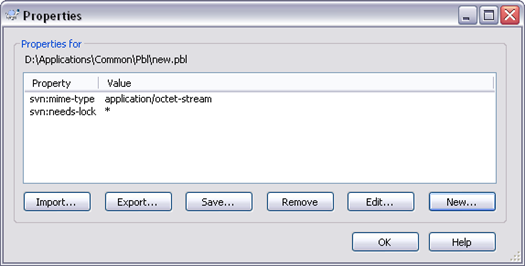 Properties
Properties for
D:\Applications\Common\Pbl\new.pbl
Property Value
svn:mime-type application/octet-stream
svn:needs-lock *
Import... Export... Save... Remove Edit... New...
OK Help